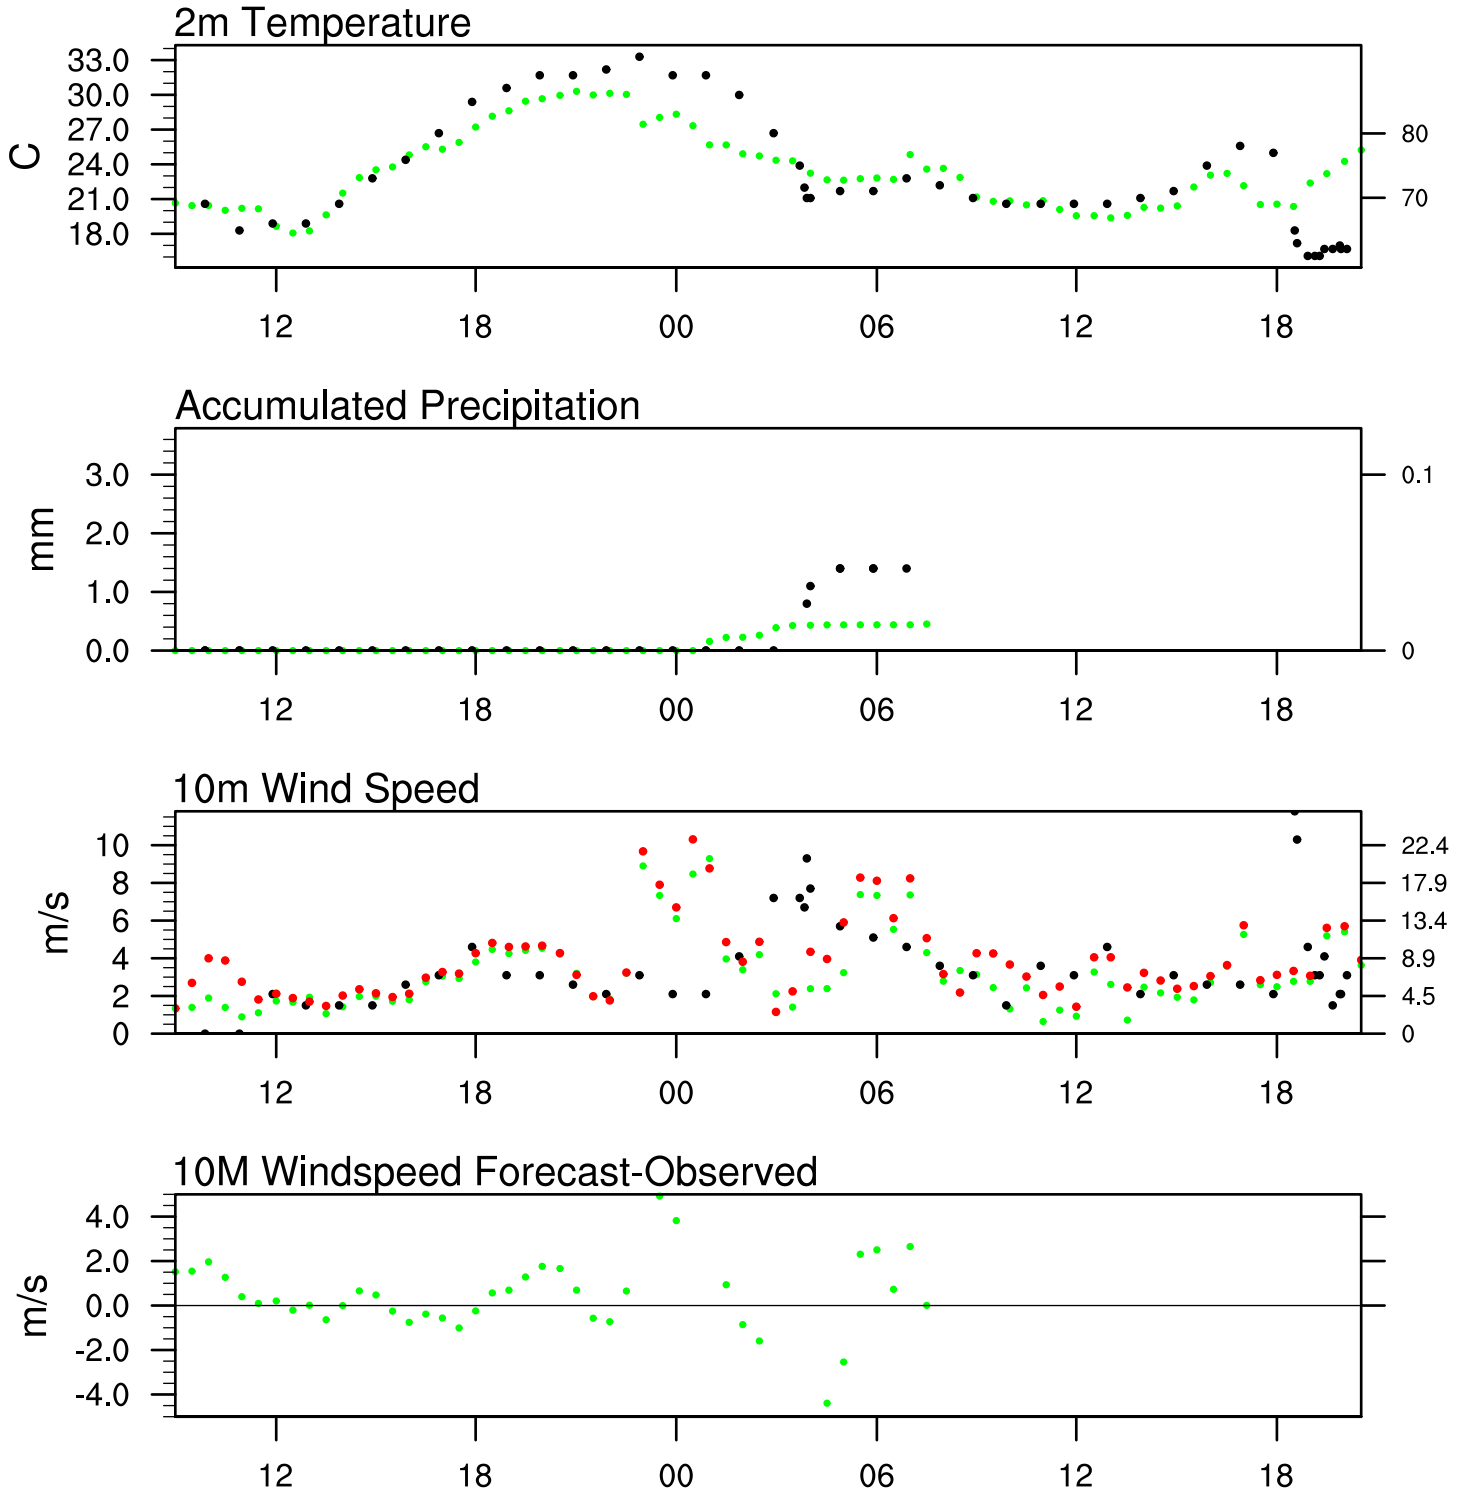 2m Temperature
33.0
30.0
27.0
24.0
21.0
18.0
C
80
70
12 18 00 06 12 18
Accumulated Precipitation
3.0
2.0
1.0
0.0
mm
0.1
0
12 18 00 06 12 18
10m Wind Speed
10
8
6
4
2
0
m/s
22.4
17.9
13.4
8.9
4.5
0
12 18 00 06 12 18
10M Windspeed Forecast-Observed
4.0
2.0
0.0
-2.0
-4.0
m/s
12 18 00 06 12 18